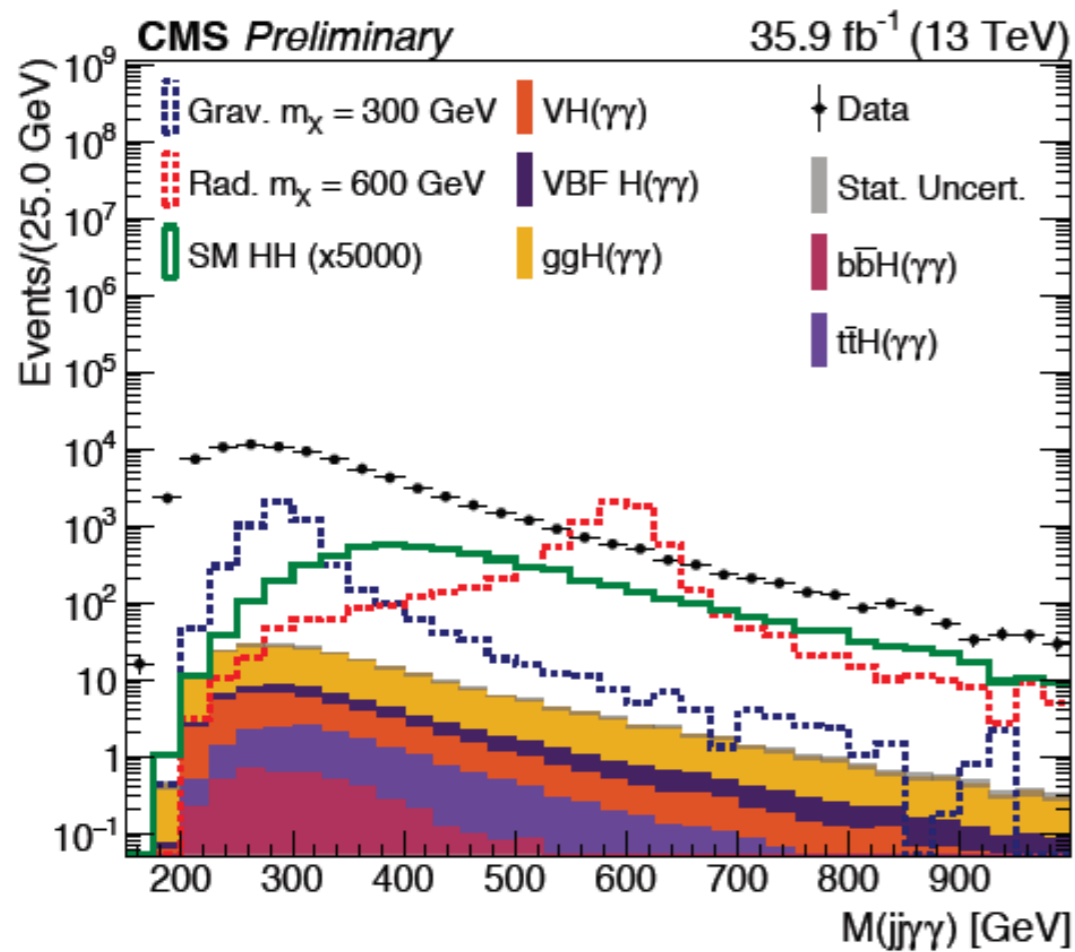 CMS Preliminary 35.9 fb⁻¹ (13 TeV)
Events/(25.0 GeV)
10⁹
10⁸
10⁷
10⁶
10⁵
10⁴
10³
10²
10
1
10⁻¹
Grav. mₓ = 300 GeV
Rad. mₓ = 600 GeV
SM HH (x5000)
VH(γγ)
VBF H(γγ)
ggH(γγ)
Data
Stat. Uncert.
bb̄H(γγ)
tt̄H(γγ)
200 300 400 500 600 700 800 900
M(jjγγ) [GeV]